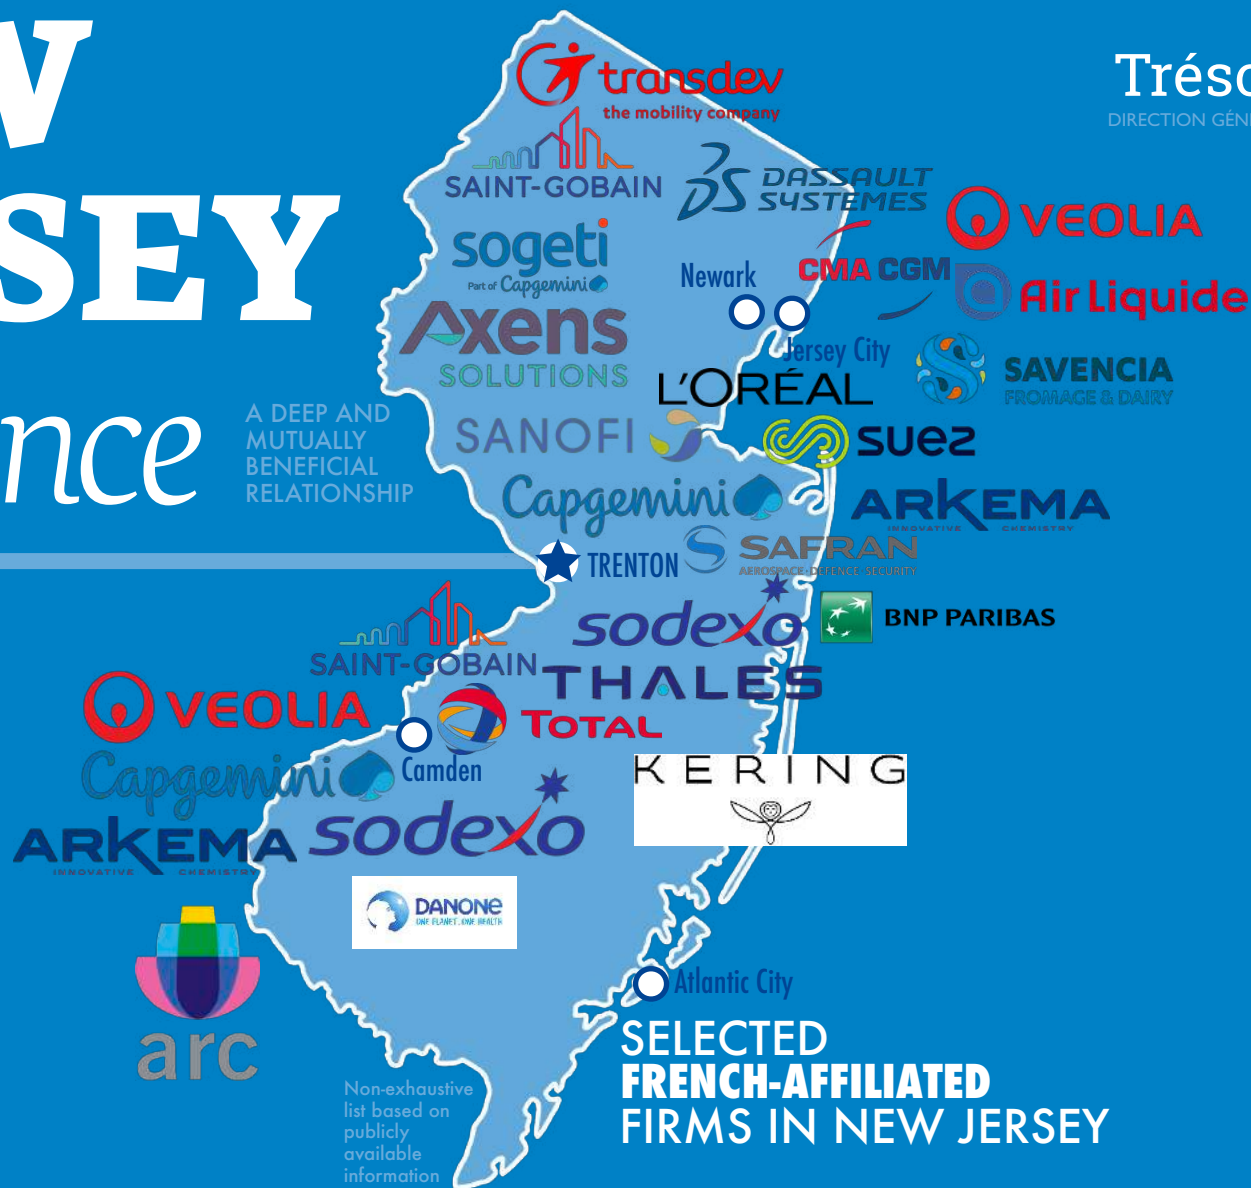 W
SEY
nce
A DEEP AND
MUTUALLY
BENEFICIAL
RELATIONSHIP
Tréso
DIRECTION GÉN
transdev
the mobility company
SAINT-GOBAIN
DASSAULT
SYSTEMES
VEOLIA
sogeti
Part of Capgemini
Newark
CMA CGM
Air Liquide
Axens
SOLUTIONS
Jersey City
L'ORÉAL
SAVENCIA
FROMAGE & DAIRY
SANOFI
suez
Capgemini
ARKEMA
INNOVATIVE CHEMISTRY
TRENTON
SAFRAN
AEROSPACE·DEFENCE·SECURITY
sodexo
BNP PARIBAS
SAINT-GOBAIN
THALES
VEOLIA
TOTAL
Capgemini
Camden
KERING
ARKEMA
INNOVATIVE CHEMISTRY
sodexo
DANONE
ONE PLANET. ONE HEALTH
arc
Atlantic City
SELECTED
FRENCH-AFFILIATED
FIRMS IN NEW JERSEY
Non-exhaustive
list based on
publicly
available
information